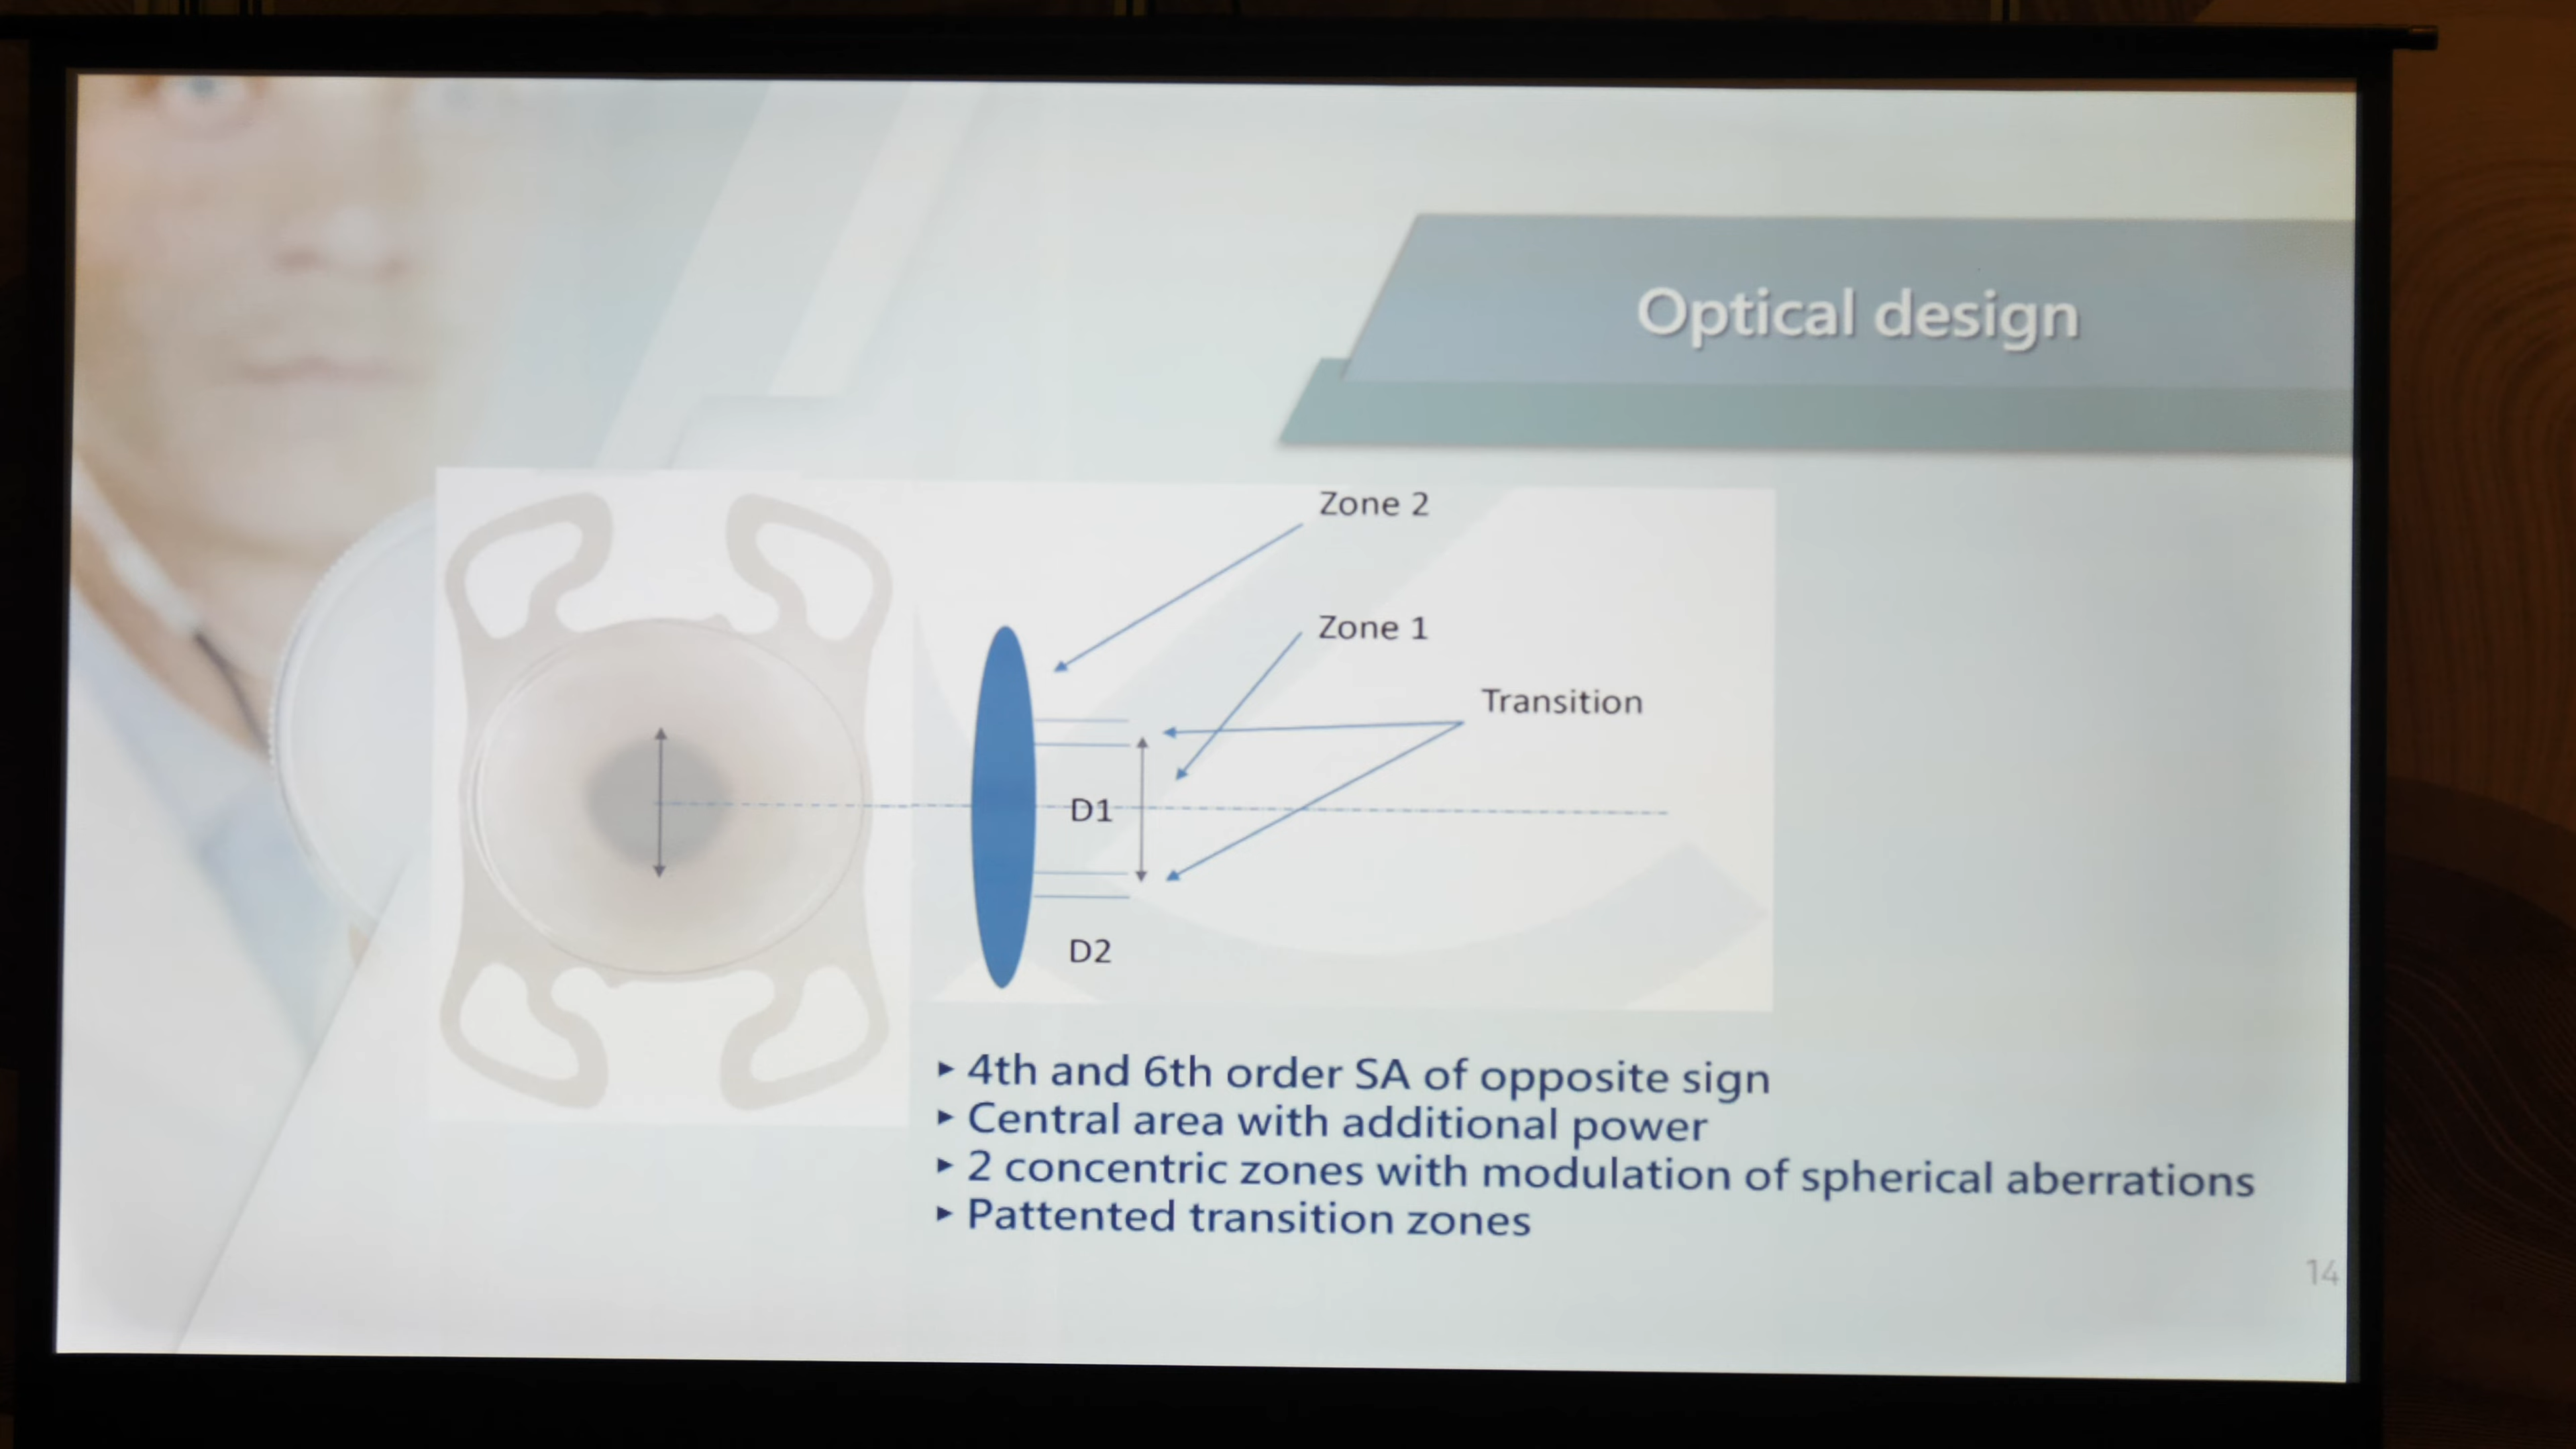 Optical design
Zone 2
Zone 1
Transition
D1
D2
▸ 4th and 6th order SA of opposite sign
▸ Central area with additional power
▸ 2 concentric zones with modulation of spherical aberrations
▸ Pattented transition zones
14